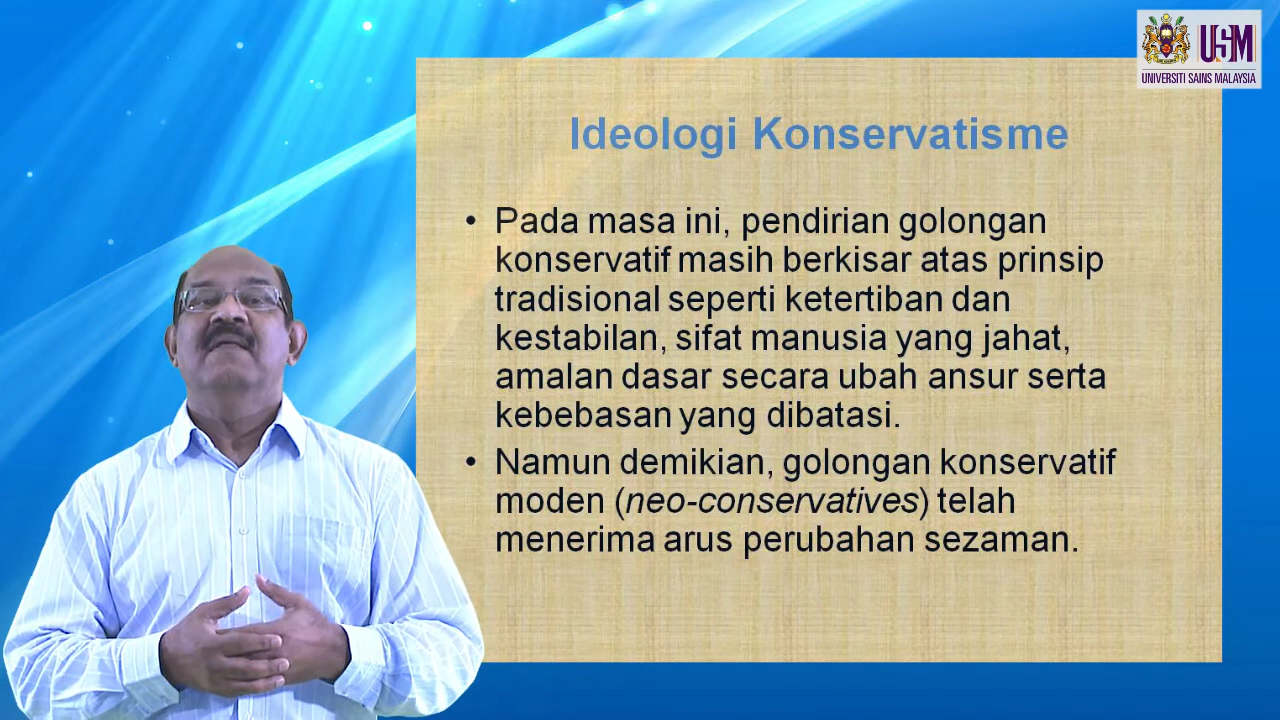 USM
UNIVERSITI SAINS MALAYSIA
Ideologi Konservatisme
• Pada masa ini, pendirian golongan
konservatif masih berkisar atas prinsip
tradisional seperti ketertiban dan
kestabilan, sifat manusia yang jahat,
amalan dasar secara ubah ansur serta
kebebasan yang dibatasi.
• Namun demikian, golongan konservatif
moden (neo-conservatives) telah
menerima arus perubahan sezaman.